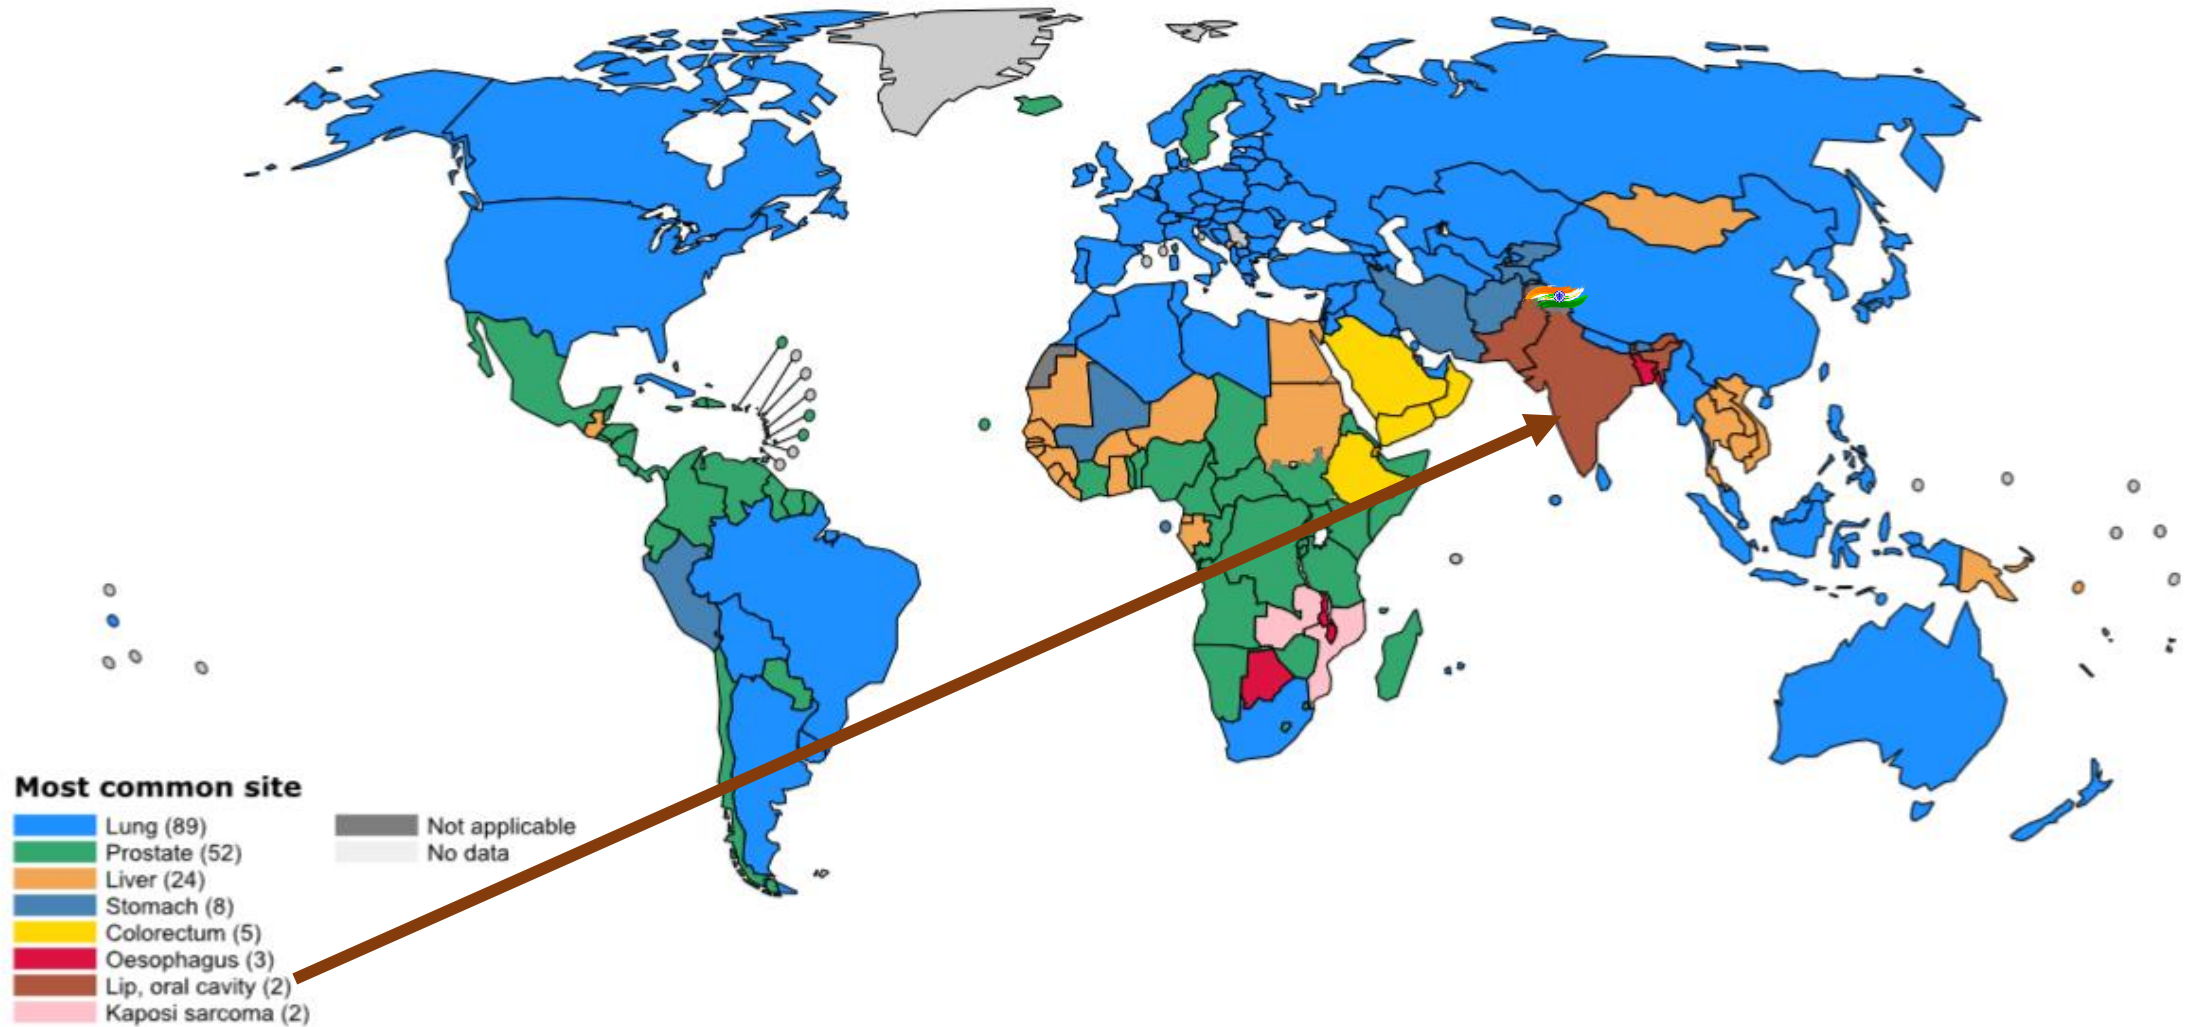 Most common site
Lung (89)
Prostate (52)
Liver (24)
Stomach (8)
Colorectum (5)
Oesophagus (3)
Lip, oral cavity (2)
Kaposi sarcoma (2)
Not applicable
No data